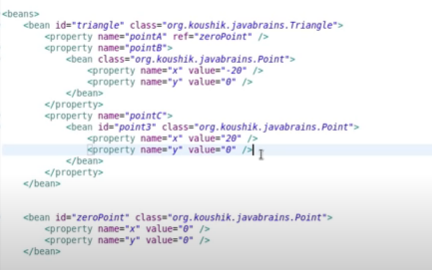 <beans>
<bean id="triangle" class="org.koushik.javabrains.Triangle">
<property name="pointA" ref="zeroPoint" />
<property name="pointB">
<bean class="org.koushik.javabrains.Point">
<property name="x" value="-20" />
<property name="y" value="0" />
</bean>
</property>
<property name="pointC">
<bean id="point3" class="org.koushik.javabrains.Point">
<property name="x" value="20" />
<property name="y" value="0" />
</bean>
</property>
</bean>
<bean id="zeroPoint" class="org.koushik.javabrains.Point">
<property name="x" value="0" />
<property name="y" value="0" />
</bean>